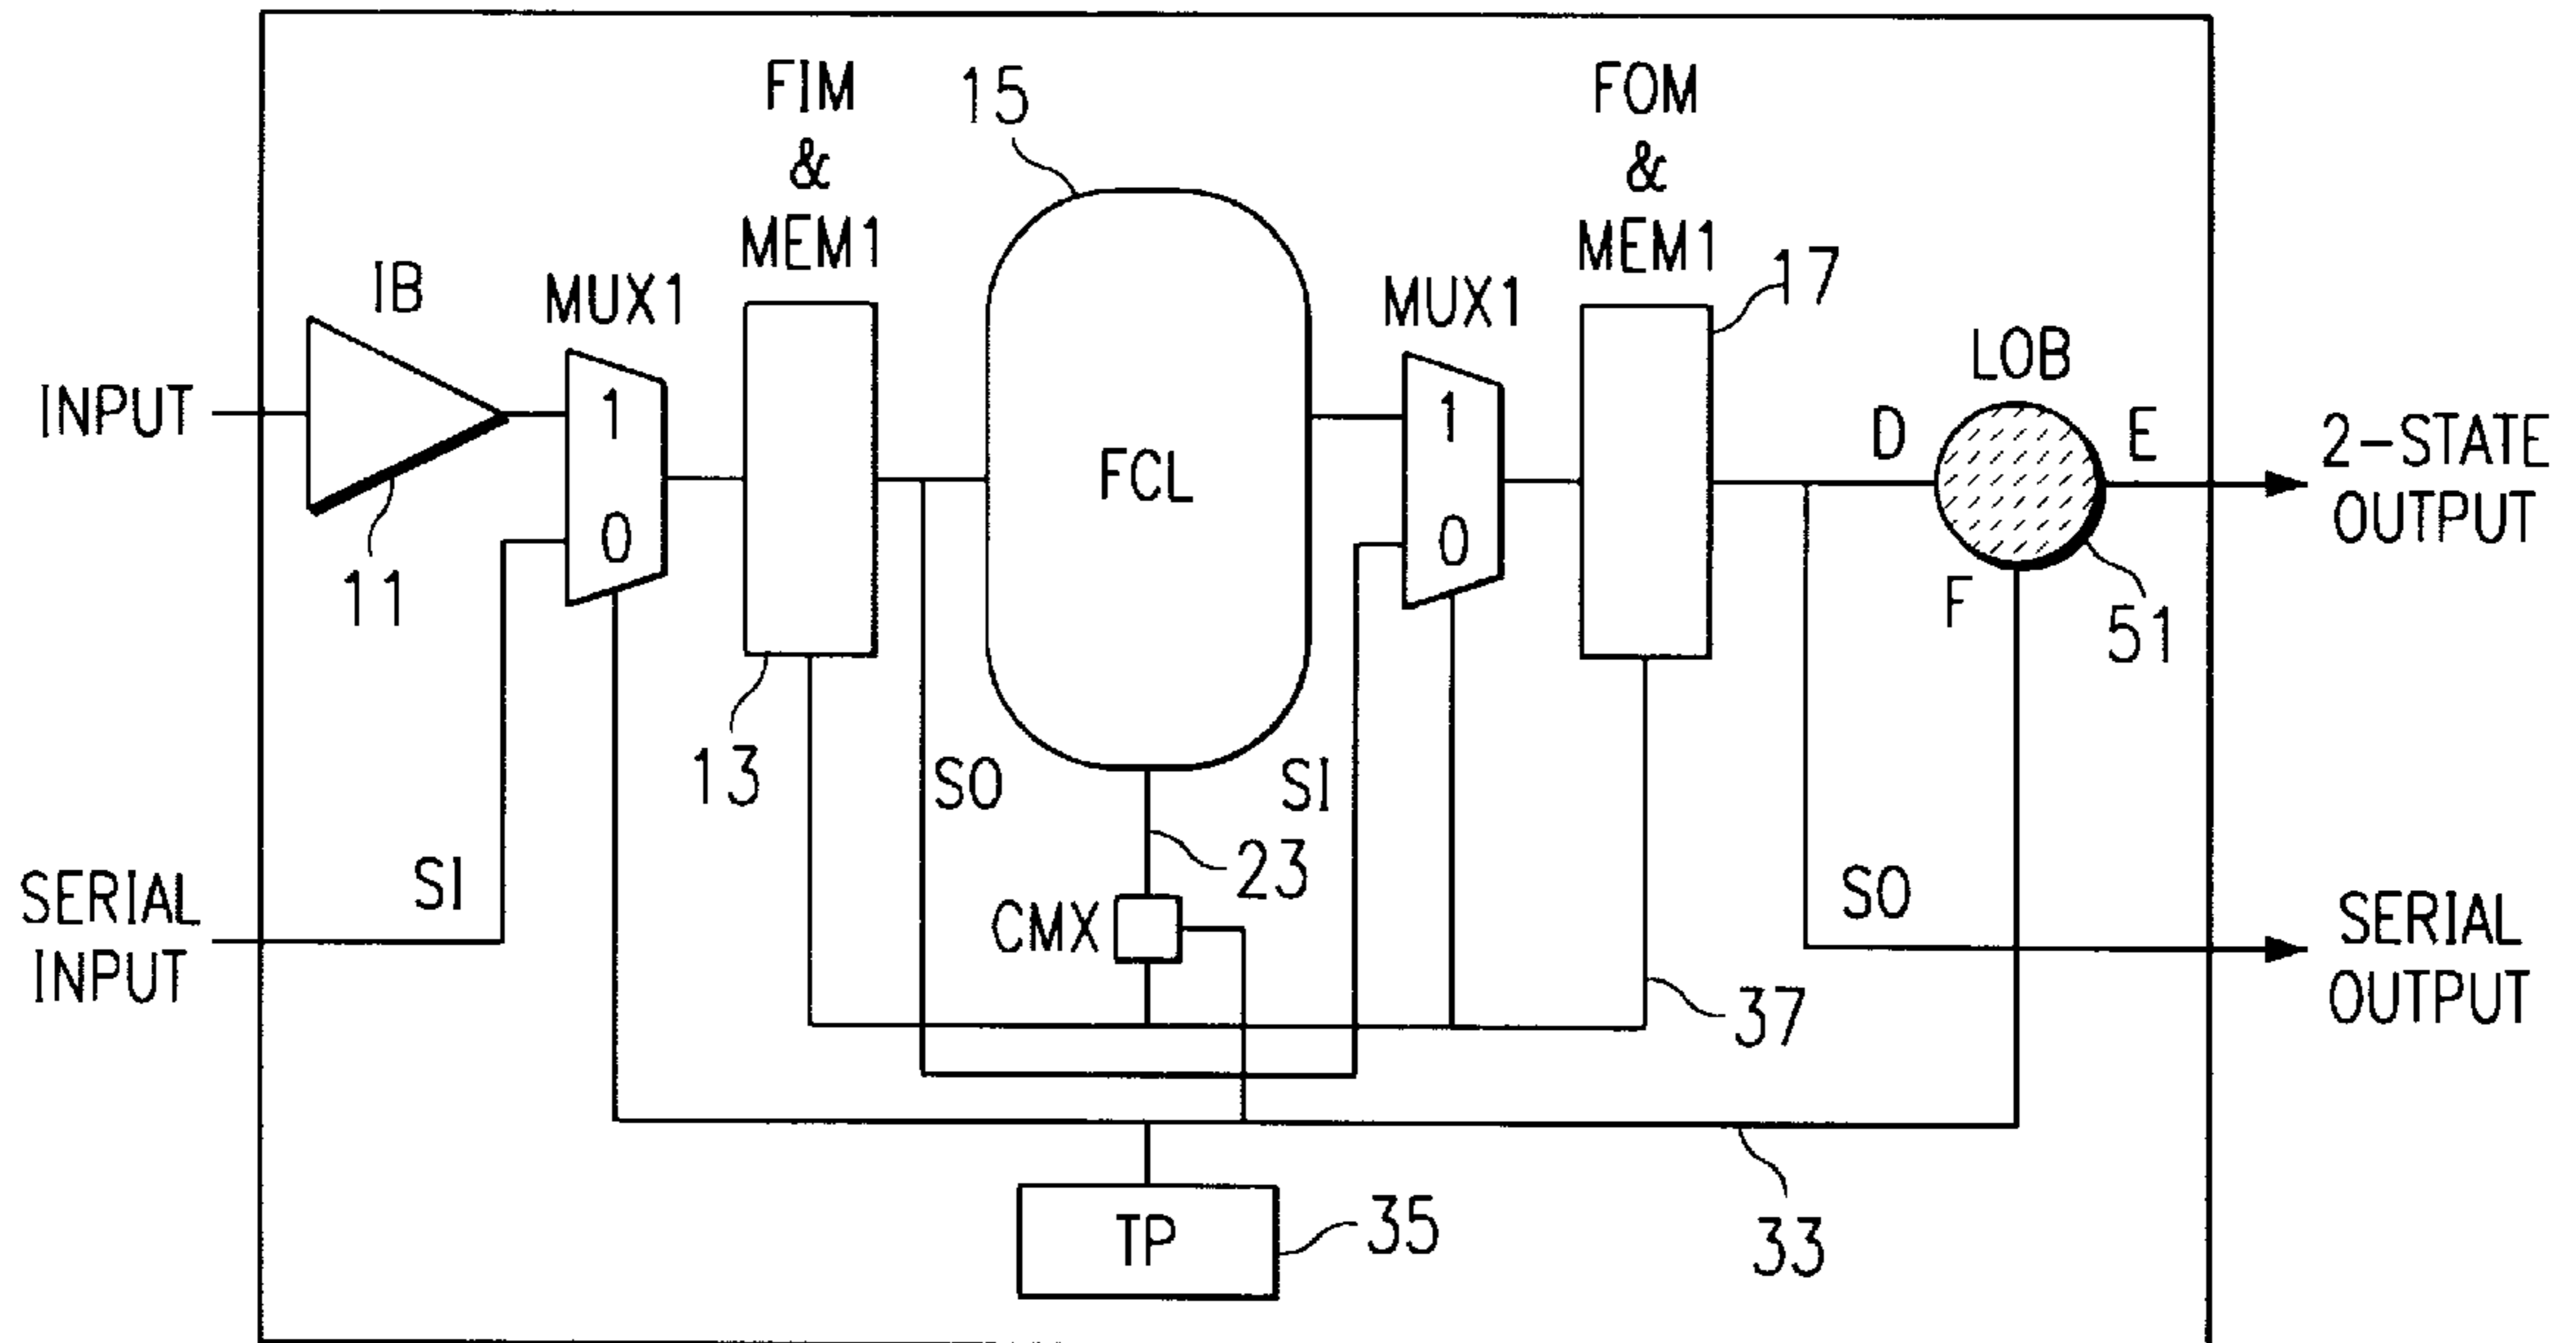 FIM
&
MEM1
15
FOM
&
MEM1
17
IB
MUX1
MUX1
LOB
INPUT
1
0
FCL
1
0
D
E
F
2-STATE
OUTPUT
11
51
13
SO
SI
23
SERIAL
INPUT
SI
CMX
SO
SERIAL
OUTPUT
37
TP
35
33